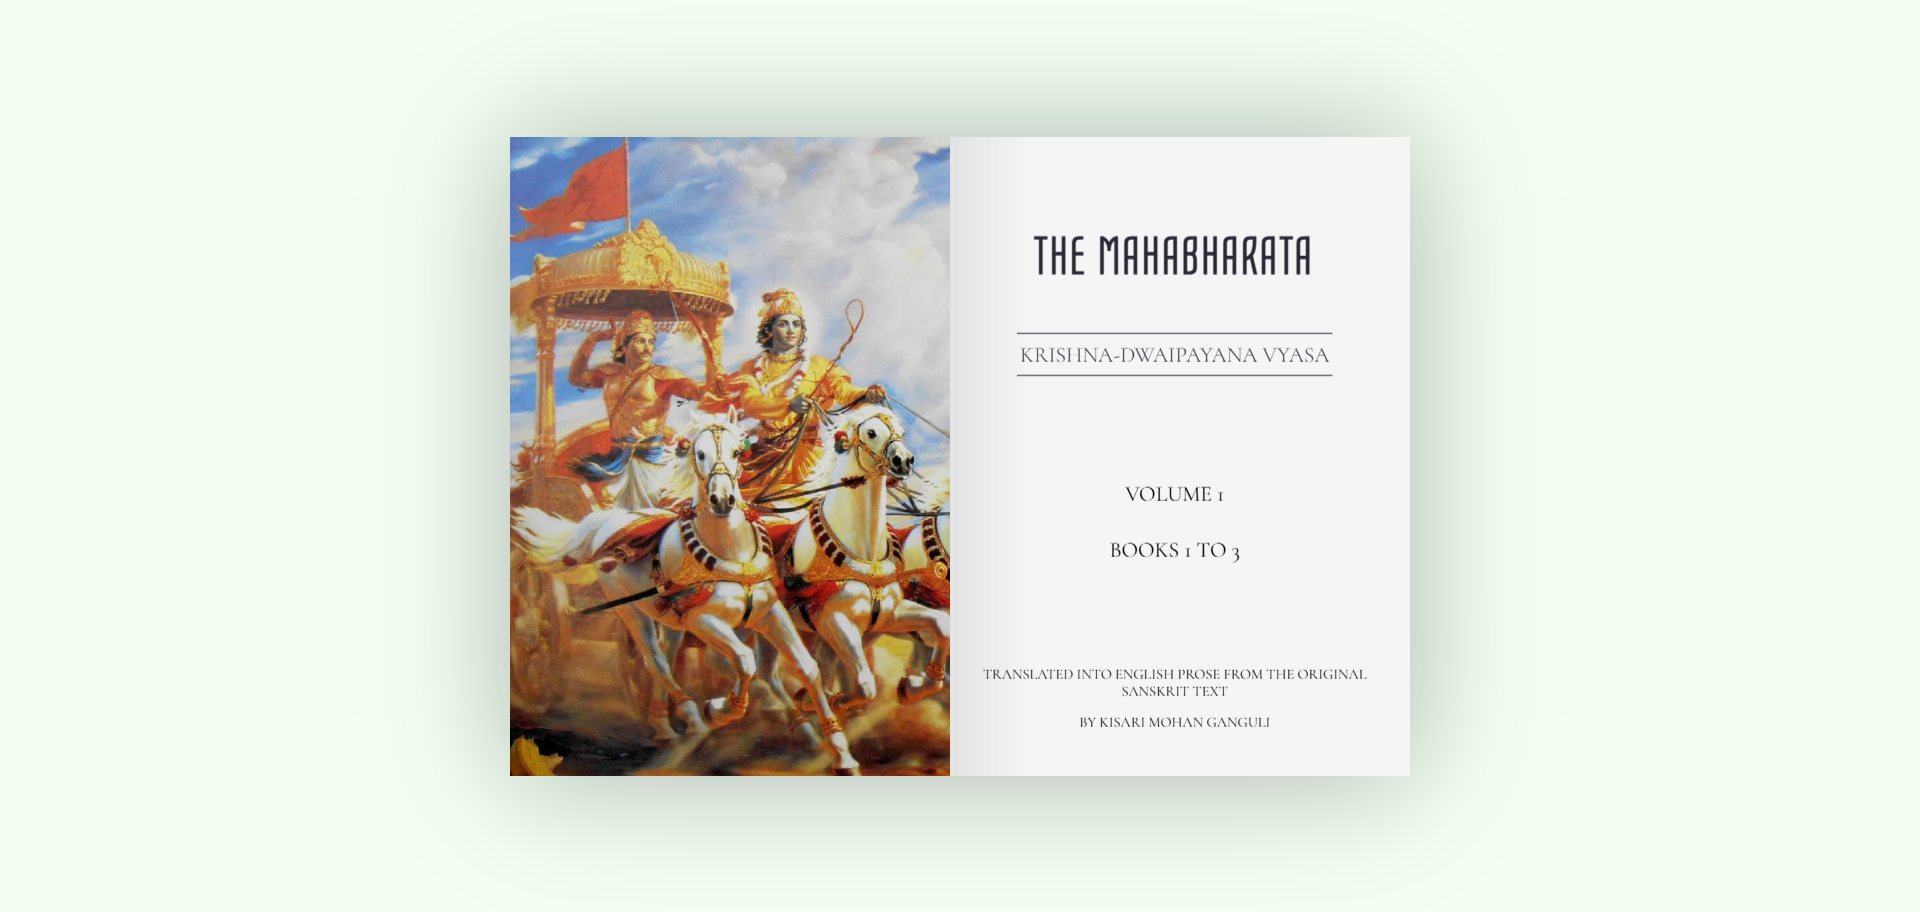 THE MAHABHARATA
KRISHNA-DWAIPAYANA VYASA
VOLUME 1
BOOKS 1 TO 3
TRANSLATED INTO ENGLISH PROSE FROM THE ORIGINAL
SANSKRIT TEXT
BY KISARI MOHAN GANGULI